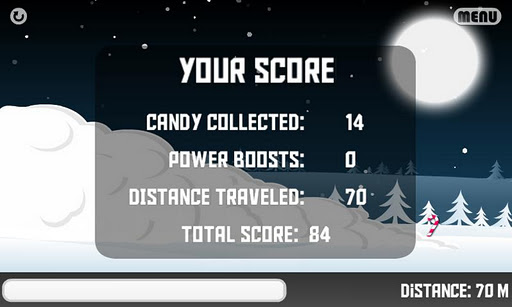 MENU
YOUR SCORE
CANDY COLLECTED: 14
POWER BOOSTS: 0
DISTANCE TRAVELED: 70
TOTAL SCORE: 84
DISTANCE: 70 M